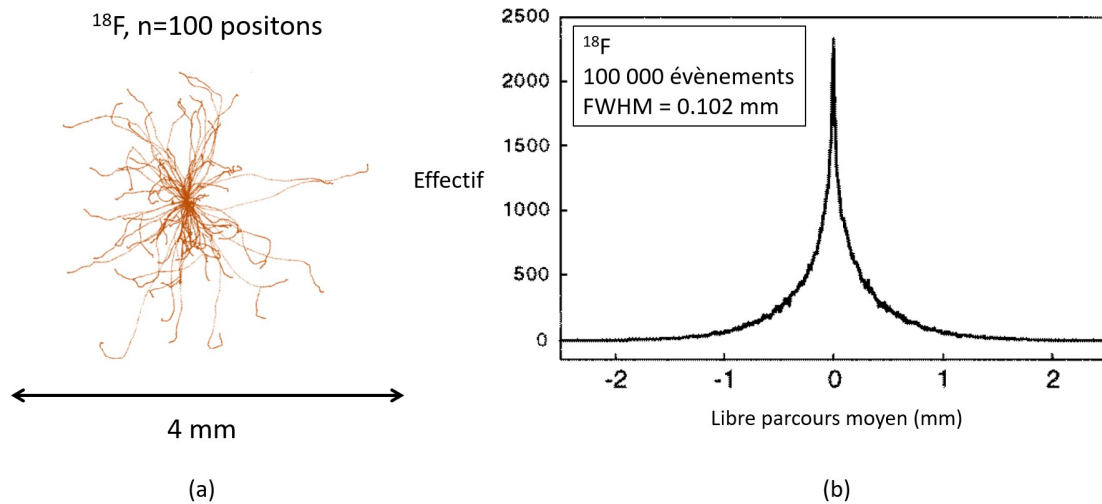 ¹⁸F, n=100 positons
4 mm
(a)
2500
2000
1500
1000
500
0
Effectif
¹⁸F
100 000 évènements
FWHM = 0.102 mm
-2 -1 0 1 2
Libre parcours moyen (mm)
(b)